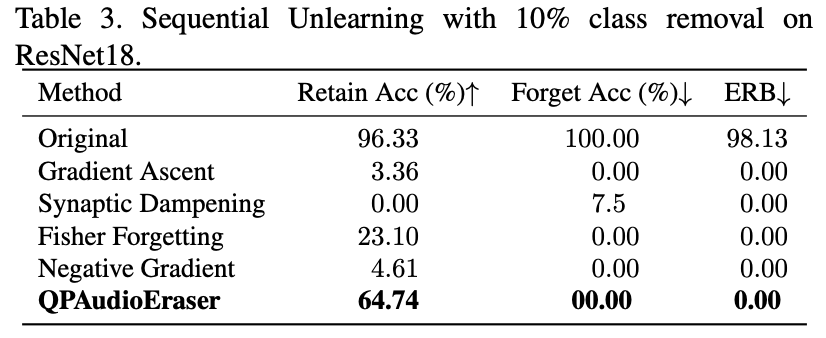 Table 3. Sequential Unlearning with 10% class removal on
ResNet18.
Method Retain Acc (%)↑ Forget Acc (%)↓ ERB↓
Original 96.33 100.00 98.13
Gradient Ascent 3.36 0.00 0.00
Synaptic Dampening 0.00 7.5 0.00
Fisher Forgetting 23.10 0.00 0.00
Negative Gradient 4.61 0.00 0.00
QPAudioEraser 64.74 00.00 0.00